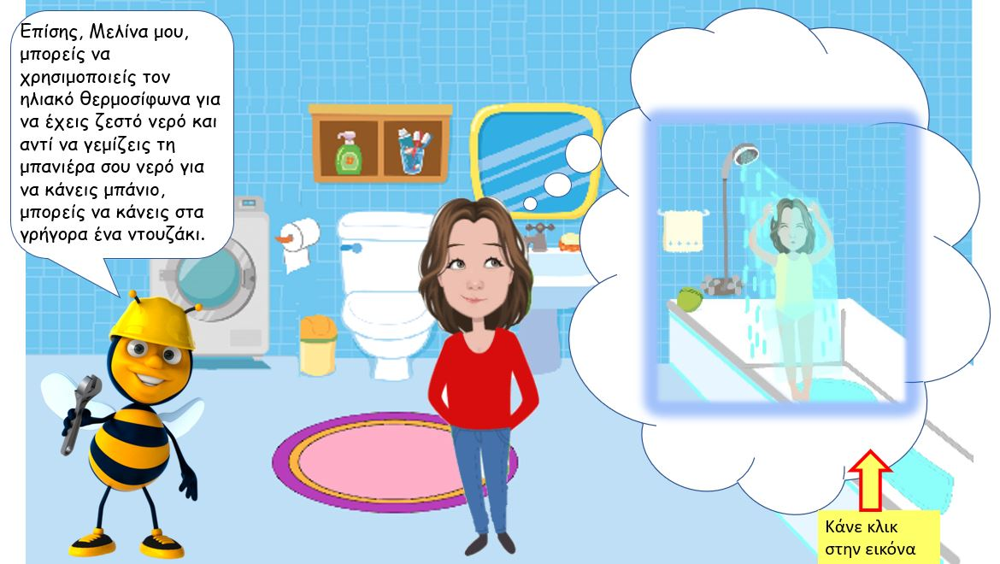 Επίσης, Μελίνα μου,
μπορείς να
χρησιμοποιείς τον
ηλιακό θερμοσίφωνα για
να έχεις ζεστό νερό και
αντί να γεμίζεις τη
μπανιέρα σου νερό για
να κάνεις μπάνιο,
μπορείς να κάνεις στα
γρήγορα ένα ντουζάκι.
Κάνε κλικ
στην εικόνα